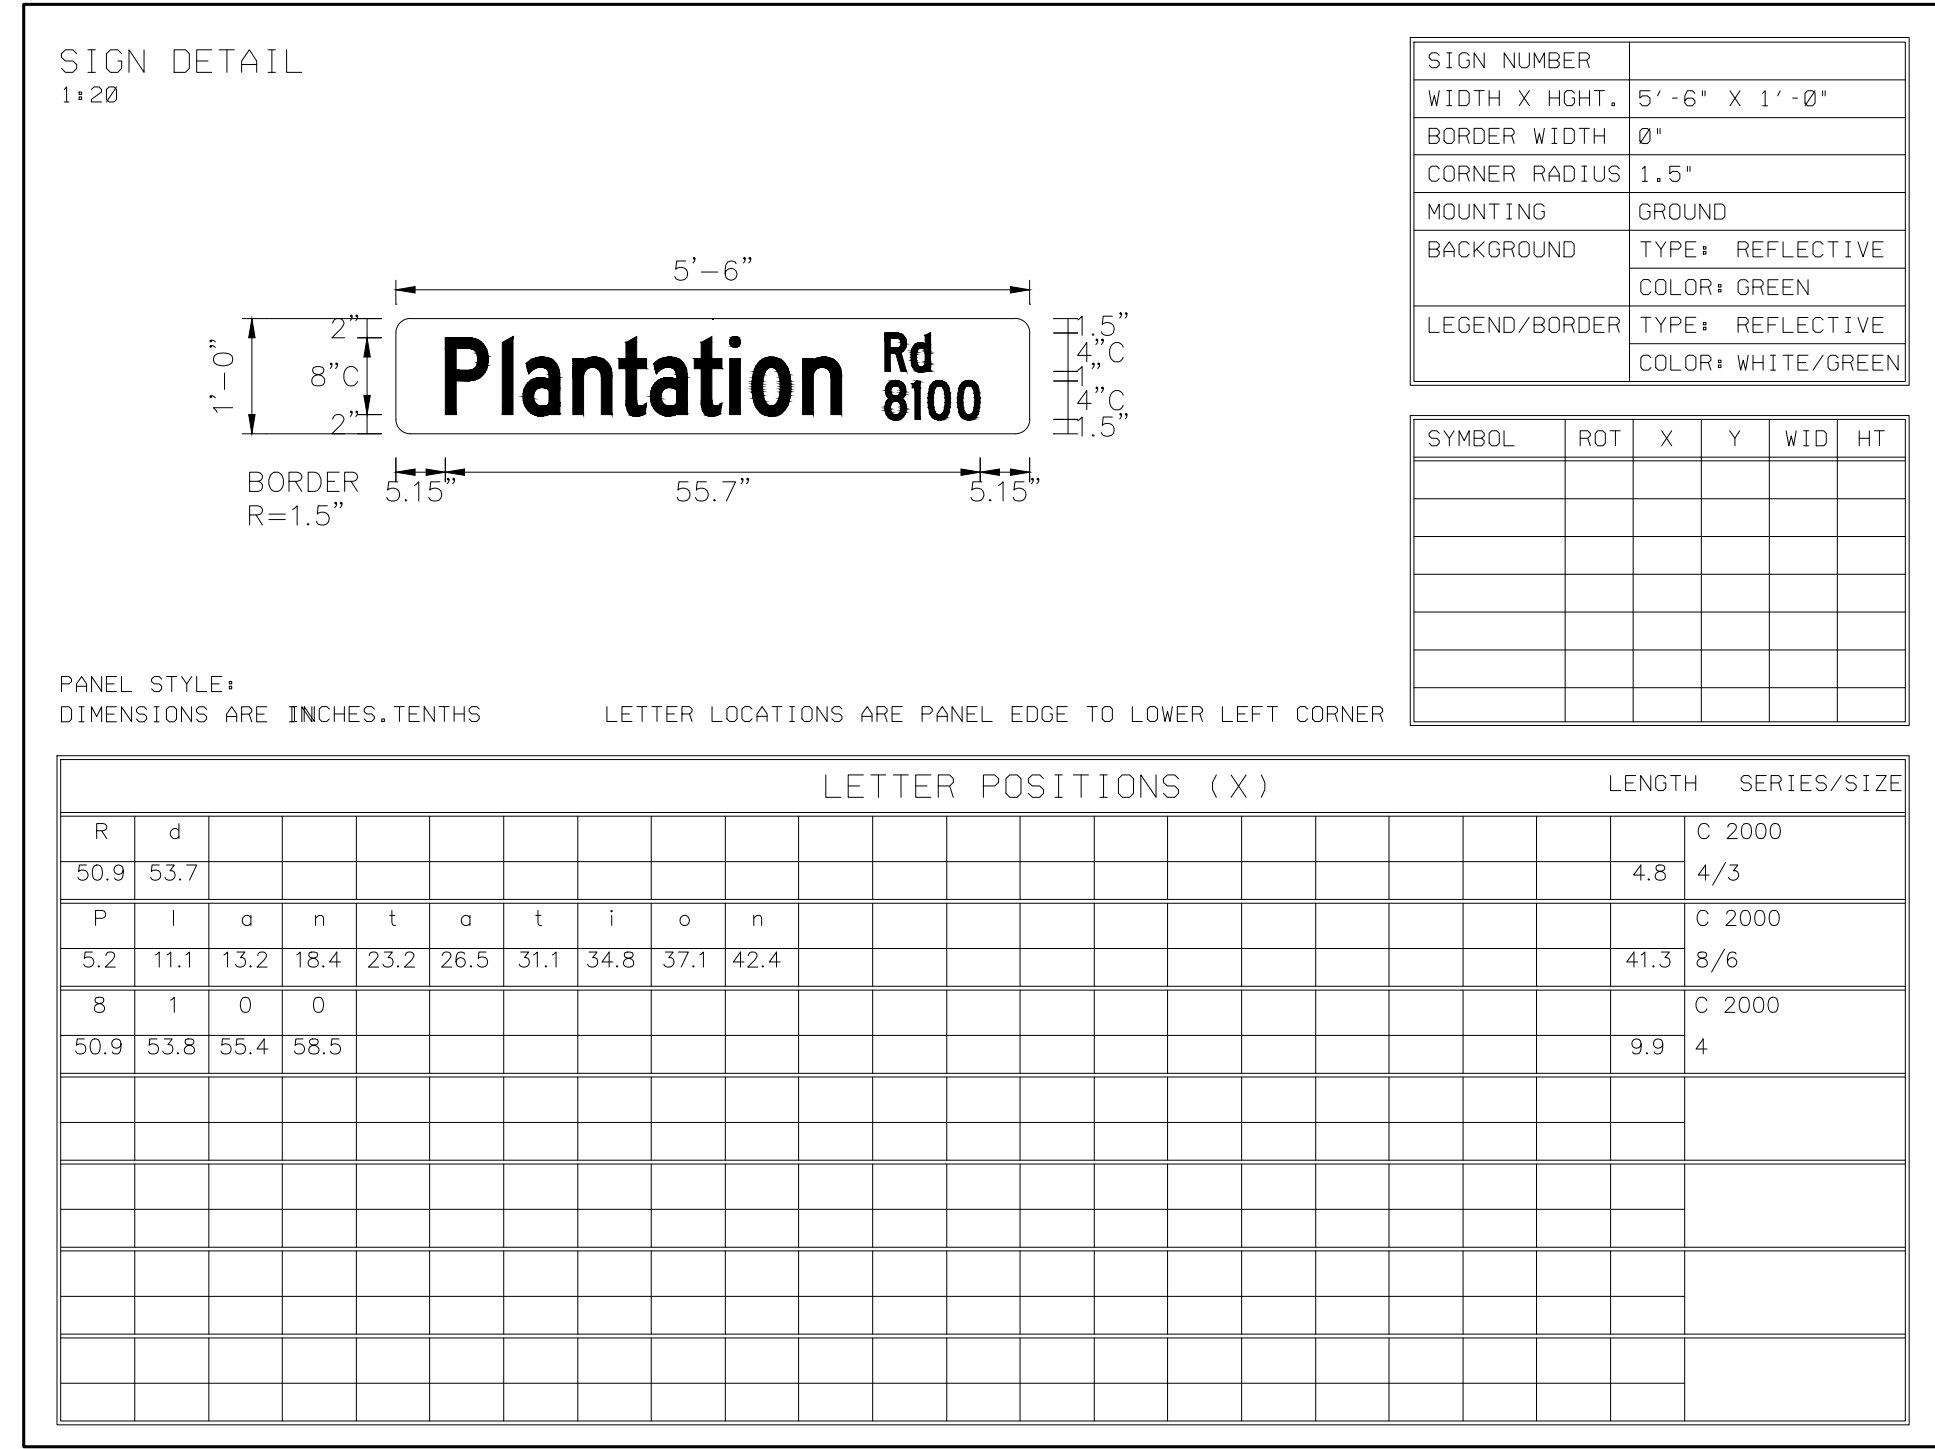 SIGN DETAIL
1:20
5'-6"
1'-0"
2"
8"C
2"
Plantation
Rd
8100
1.5"
4"C
1"
4"C
1.5"
BORDER
R=1.5"
5.15"
55.7"
5.15"
SIGN NUMBER
WIDTH X HGHT. 5'-6" X 1'-0"
BORDER WIDTH 0"
CORNER RADIUS 1.5"
MOUNTING GROUND
BACKGROUND TYPE: REFLECTIVE
COLOR: GREEN
LEGEND/BORDER TYPE: REFLECTIVE
COLOR: WHITE/GREEN
SYMBOL ROT X Y WID HT
PANEL STYLE:
DIMENSIONS ARE INCHES.TENTHS LETTER LOCATIONS ARE PANEL EDGE TO LOWER LEFT CORNER
LETTER POSITIONS (X) LENGTH SERIES/SIZE
R d C 2000
50.9 53.7 4.8 4/3
P l a n t a t i o n C 2000
5.2 11.1 13.2 18.4 23.2 26.5 31.1 34.8 37.1 42.4 41.3 8/6
8 1 0 0 C 2000
50.9 53.8 55.4 58.5 9.9 4